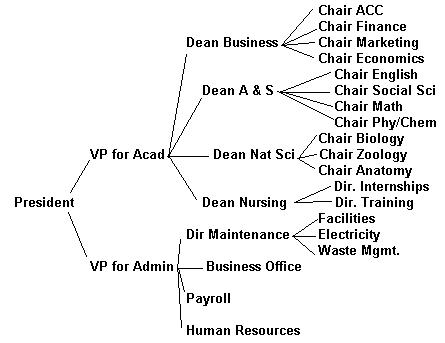 Chair ACC
Chair Finance
Dean Business
Chair Marketing
Chair Economics
Chair English
Dean A & S
Chair Social Sci
Chair Math
Chair Phy/Chem
Chair Biology
VP for Acad
Dean Nat Sci
Chair Zoology
Chair Anatomy
Dir. Internships
President
Dean Nursing
Dir. Training
Facilities
Dir Maintenance
Electricity
Waste Mgmt.
VP for Admin
Business Office
Payroll
Human Resources